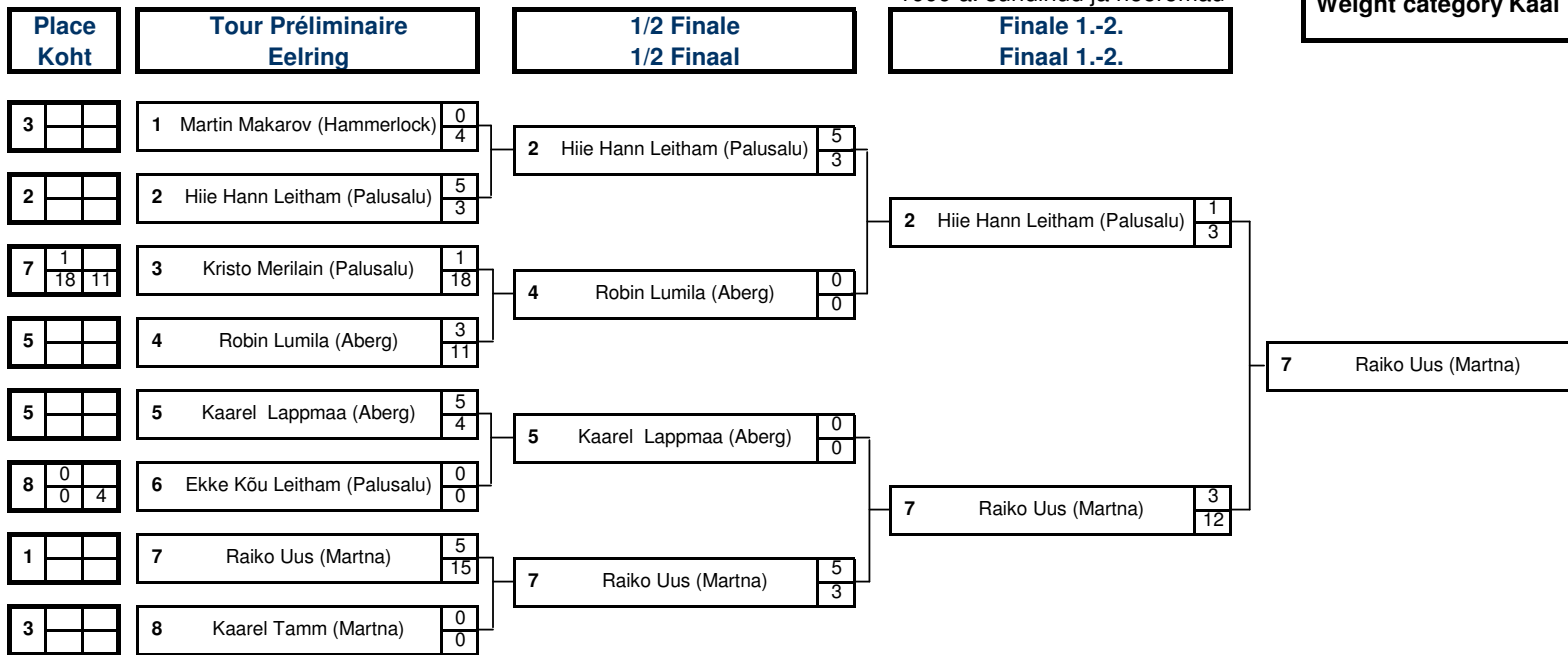 Weight category Kaal
Place
Koht
Tour Préliminaire
Eelring
1/2 Finale
1/2 Finaal
Finale 1.-2.
Finaal 1.-2.
3
1 Martin Makarov (Hammerlock) 0
4
2 Hiie Hann Leitham (Palusalu) 5
3
2
2 Hiie Hann Leitham (Palusalu) 5
3
2 Hiie Hann Leitham (Palusalu) 1
3
7 1
18 11
3 Kristo Merilain (Palusalu) 1
18
4 Robin Lumila (Aberg) 0
0
5
4 Robin Lumila (Aberg) 3
11
7 Raiko Uus (Martna)
5
5 Kaarel Lappmaa (Aberg) 5
4
5 Kaarel Lappmaa (Aberg) 0
0
8 0
0 4
6 Ekke Kõu Leitham (Palusalu) 0
0
7 Raiko Uus (Martna) 3
12
1
7 Raiko Uus (Martna) 5
15
7 Raiko Uus (Martna) 5
3
3
8 Kaarel Tamm (Martna) 0
0